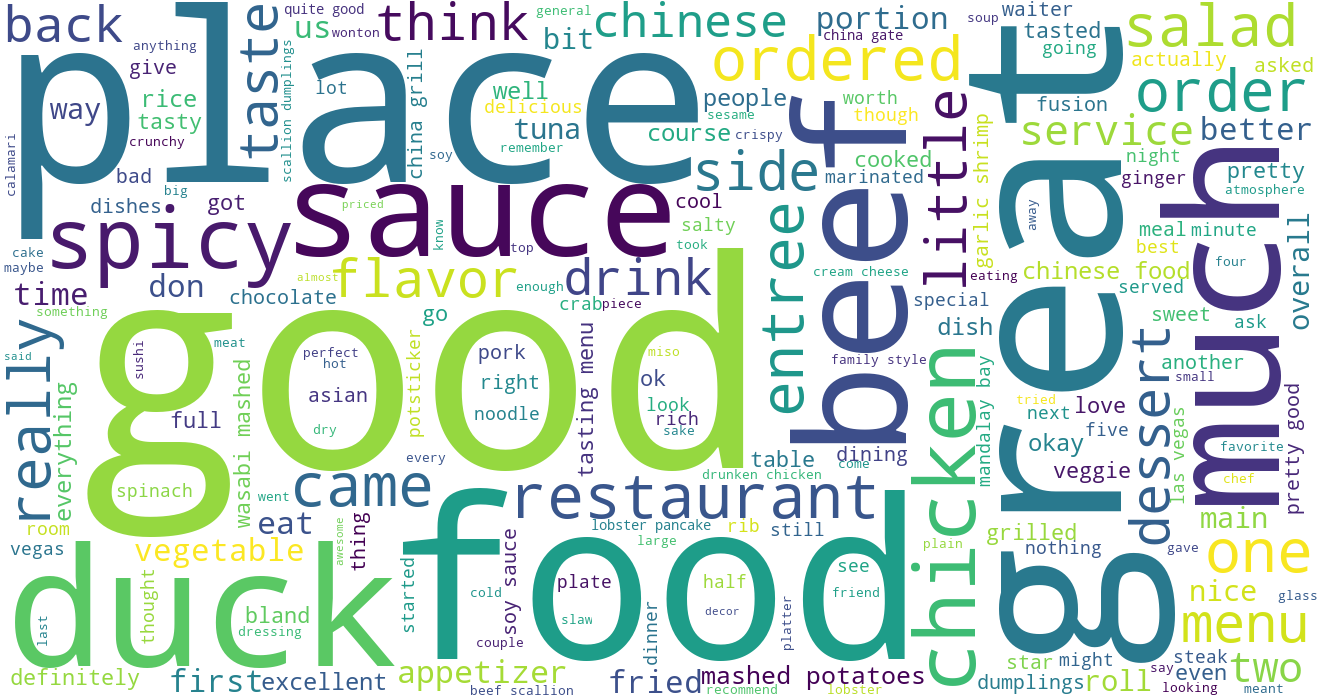 back
place
taste
quite good
us
wonton
think
general
bit
chinese
portion
china gate
soup
waiter
tasted
going
salad
anything
give
way
rice
tasty
crunchy
calamari
scallion dumplings
lot
china grill
well
delicious
tuna
remember
soy
ordered
people
sesame
course
crispy
worth
though
beef
great
fusion
actually
asked
order
service
better
bad
big
dishes
got
spicy
sauce
priced
know
top
cool
salty
took
side
cooked
marinated
little
garlic shrimp
away
night
ginger
much
pretty
atmosphere
cake
maybe
time
something
don
chocolate
almost
flavor
go
enough
drink
crab
piece
entree
cream cheese
eating
special
chinese food
meal
minute
best
four
served
overall
said
really
everything
good
sushi
meat
perfect
hot
asian
full
dry
wasabi mashed
spinach
potsticker
every
pork
right
noodle
tasting menu
miso
ok
look
rich
sake
family style
dish
sweet
ask
another
small
tried
next
love
five
okay
veggie
dessert
las vegas
favorite
chef
pretty good
mandalay bay
chicken
dining
come
table
drunken chicken
went
came
restaurant
eat
room
vegas
vegetable
awesome
thing
lobster pancake
large
rib
still
plain
grilled
nothing
gave
main
one
duck
food
last
thought
bland
dressing
started
cold
soy sauce
couple
plate
slaw
half
decor
see
friend
dinner
platter
nice
glass
menu
definitely
first
excellent
appetizer
beef scallion
fried
mashed potatoes
recommend
lobster
star
might
dumplings
roll
say
looking
steak
even
two
meant